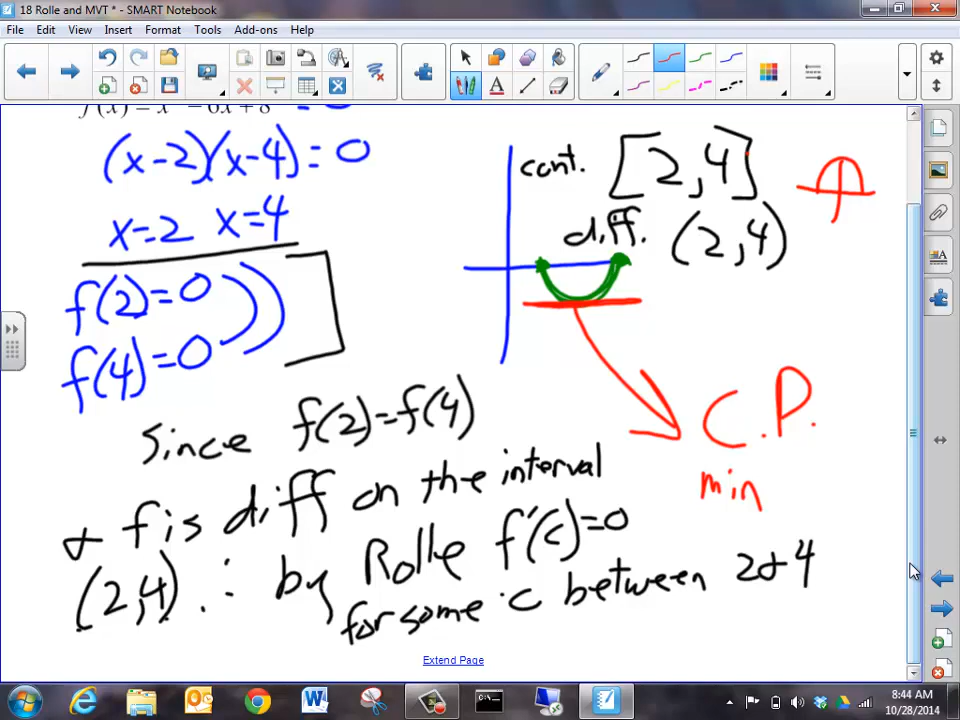 18 Rolle and MVT * - SMART Notebook
File Edit View Insert Format Tools Add-ons Help
(x-2)(x-4)=0
x=2 x=4
f(2)=0
f(4)=0
cont. [2,4]
diff. (2,4)
C.P.
min
Since f(2)=f(4)
& f is diff on the interval
(2,4) ∴ by Rolle f'(c)=0
for some c between 2 & 4
Extend Page
8:44 AM
10/28/2014